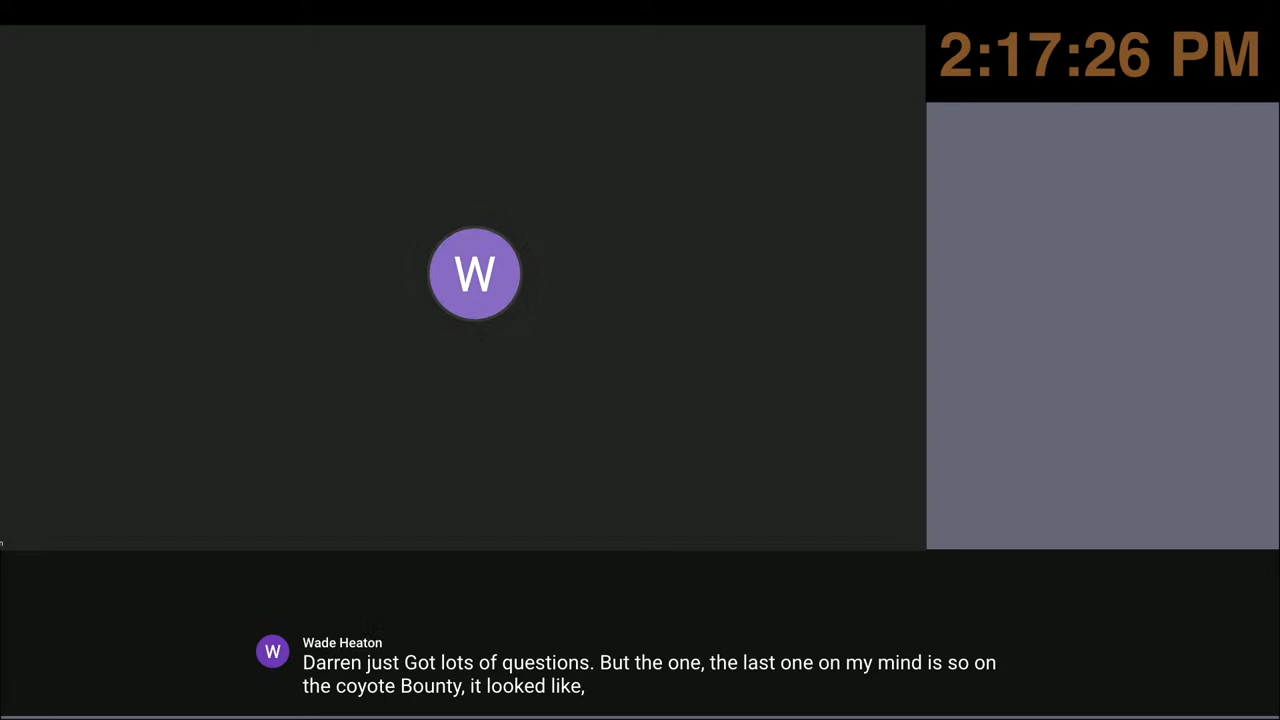 2:17:26 PM
W
W
Wade Heaton
Darren just Got lots of questions. But the one, the last one on my mind is so on
the coyote Bounty, it looked like,